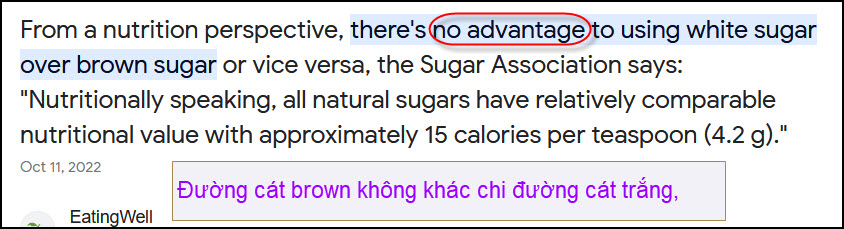 From a nutrition perspective, there's no advantage to using white sugar
over brown sugar or vice versa, the Sugar Association says:
"Nutritionally speaking, all natural sugars have relatively comparable
nutritional value with approximately 15 calories per teaspoon (4.2 g)."
Oct 11, 2022
Đường cát brown không khác chi đường cát trắng,
EatingWell